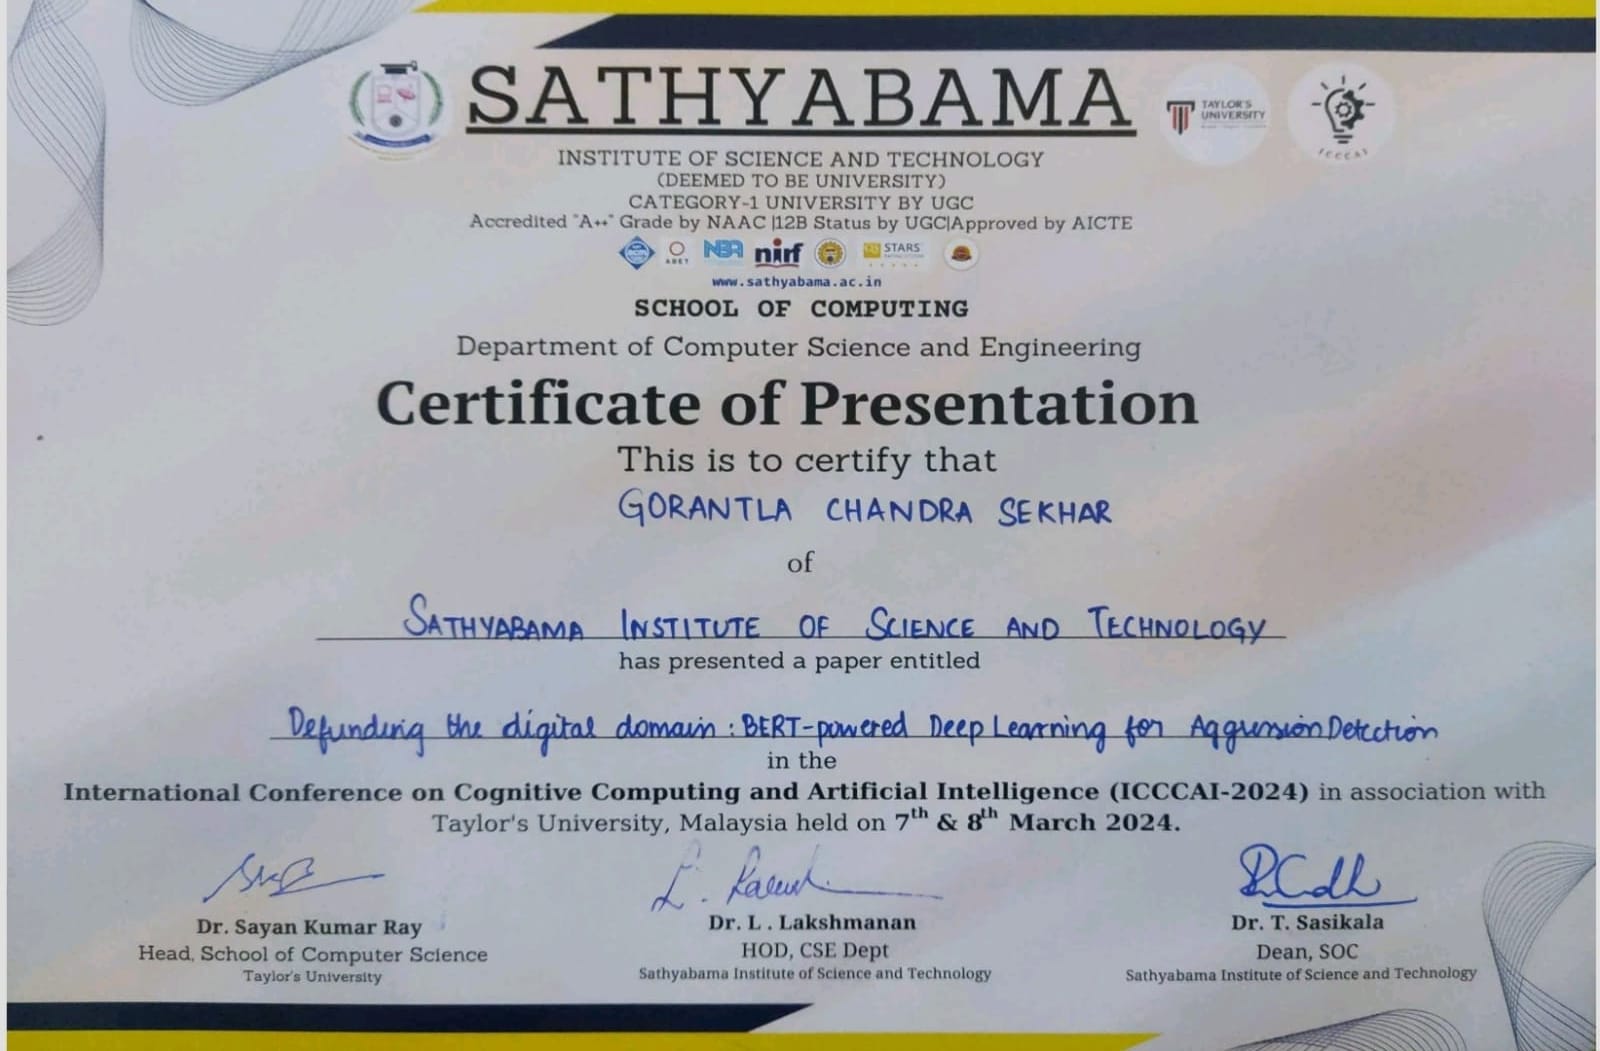 SATHYABAMA
TAYLOR'S
UNIVERSITY
ICCCAI
INSTITUTE OF SCIENCE AND TECHNOLOGY
(DEEMED TO BE UNIVERSITY)
CATEGORY-1 UNIVERSITY BY UGC
Accredited "A++" Grade by NAAC |12B Status by UGC|Approved by AICTE
ABET
NBA
nirf
STARS
www.sathyabama.ac.in
SCHOOL OF COMPUTING
Department of Computer Science and Engineering
Certificate of Presentation
This is to certify that
GORANTLA CHANDRA SEKHAR
of
SATHYABAMA INSTITUTE OF SCIENCE AND TECHNOLOGY
has presented a paper entitled
Defunding the digital domain : BERT-powered Deep Learning for Aggression Detection
in the
International Conference on Cognitive Computing and Artificial Intelligence (ICCCAI-2024) in association with
Taylor's University, Malaysia held on 7th & 8th March 2024.
Dr. Sayan Kumar Ray
Head, School of Computer Science
Taylor's University
Dr. L . Lakshmanan
HOD, CSE Dept
Sathyabama Institute of Science and Technology
Dr. T. Sasikala
Dean, SOC
Sathyabama Institute of Science and Technology